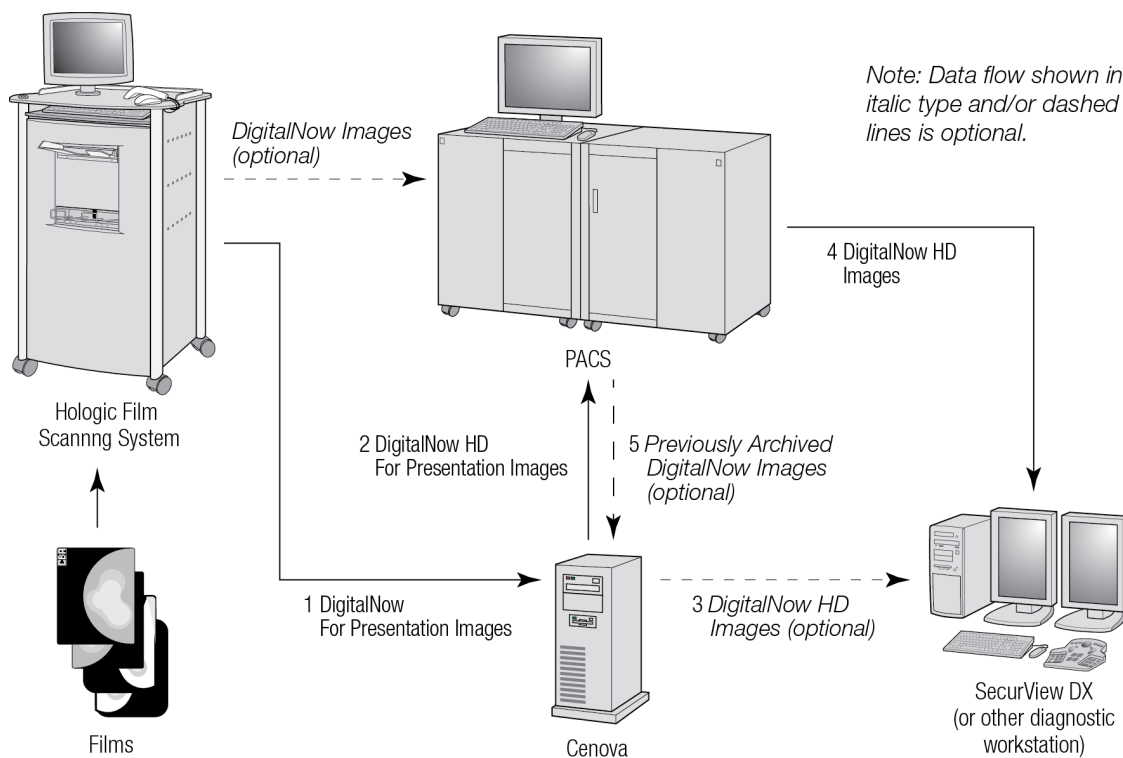 Note: Data flow shown in
italic type and/or dashed
lines is optional.
DigitalNow Images
(optional)
4 DigitalNow HD
Images
PACS
Hologic Film
Scannng System
2 DigitalNow HD
For Presentation Images
5 Previously Archived
DigitalNow Images
(optional)
CBA
1 DigitalNow
For Presentation Images
3 DigitalNow HD
Images (optional)
Films
Cenova
SecurView DX
(or other diagnostic
workstation)